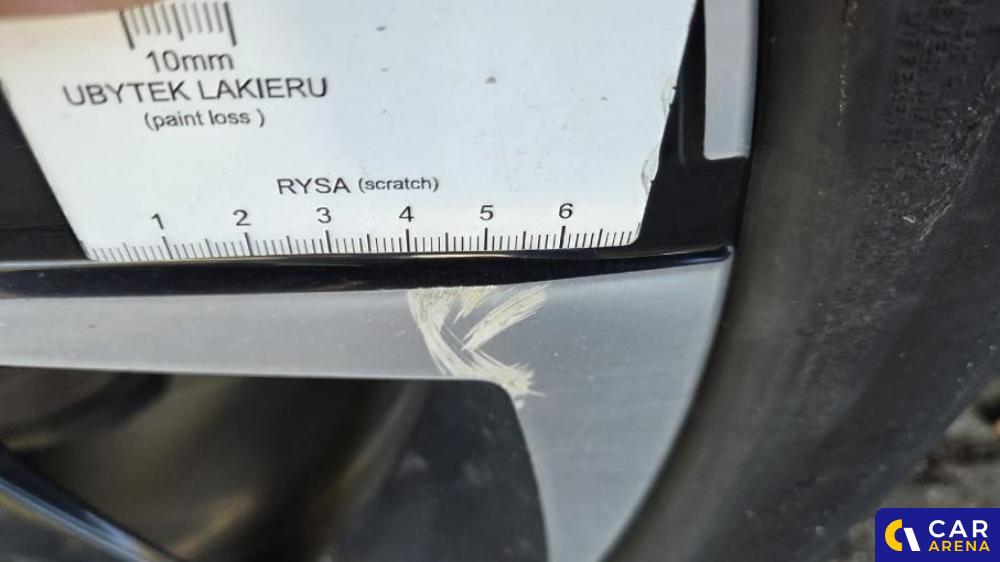 10mm
UBYTEK LAKIERU
(paint loss )
RYSA (scratch)
1 2 3 4 5 6
CAR
ARENA